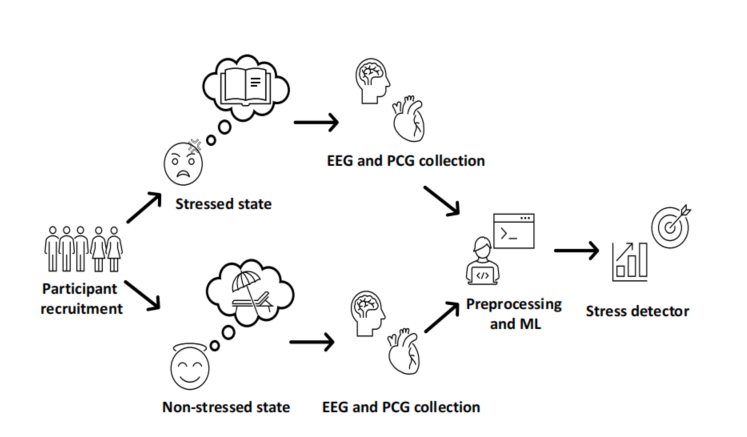 EEG and PCG collection
Stressed state
Participant
recruitment
>_
</>
Preprocessing
and ML
Stress detector
Non-stressed state
EEG and PCG collection